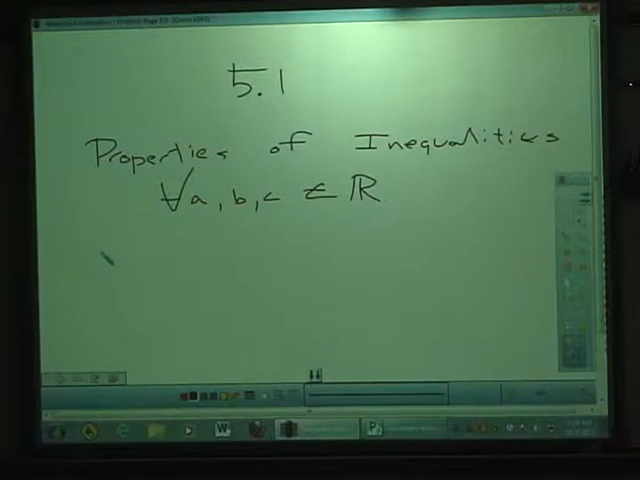 5.1
Properties of Inequalities
∀a, b, c ∈ ℝ